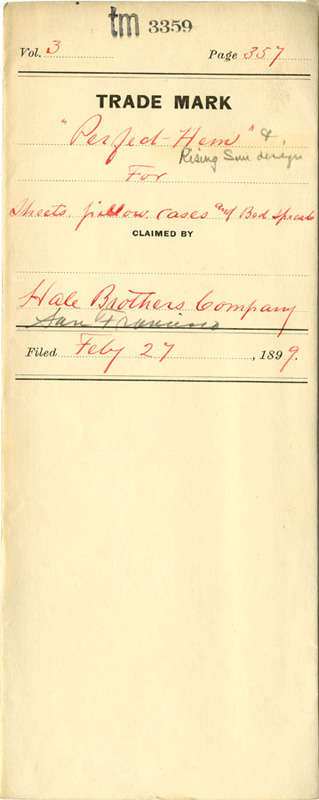 tm 3359
Vol. 3 Page 357
TRADE MARK
"Perfect-Hem" &
Rising Sun design
For
Sheets, pillow cases and Bed Spreads
CLAIMED BY
Hale Brothers Company
San Francisco
Filed Feby 27, 1899.